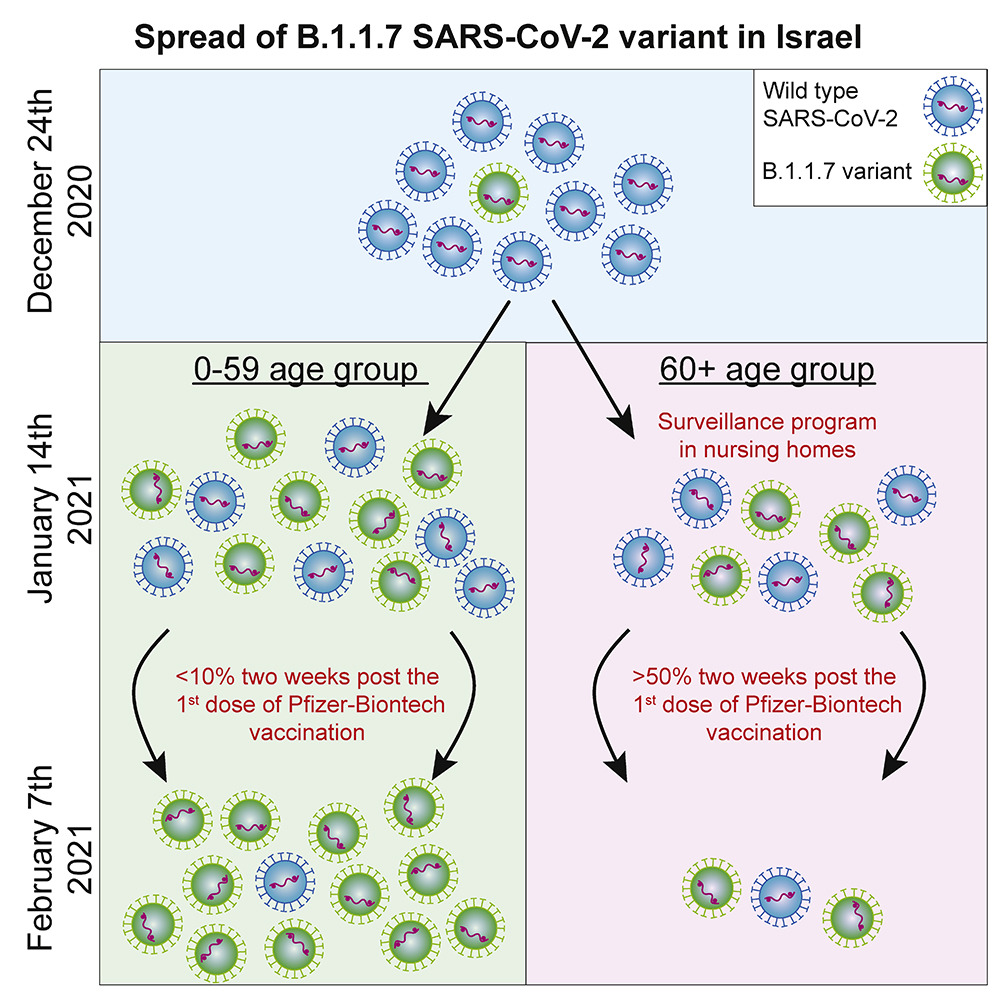 Spread of B.1.1.7 SARS-CoV-2 variant in Israel
December 24th
2020
Wild type
SARS-CoV-2
B.1.1.7 variant
January 14th
2021
0-59 age group
60+ age group
Surveillance program
in nursing homes
<10% two weeks post the
1st dose of Pfizer-Biontech
vaccination
>50% two weeks post the
1st dose of Pfizer-Biontech
vaccination
February 7th
2021